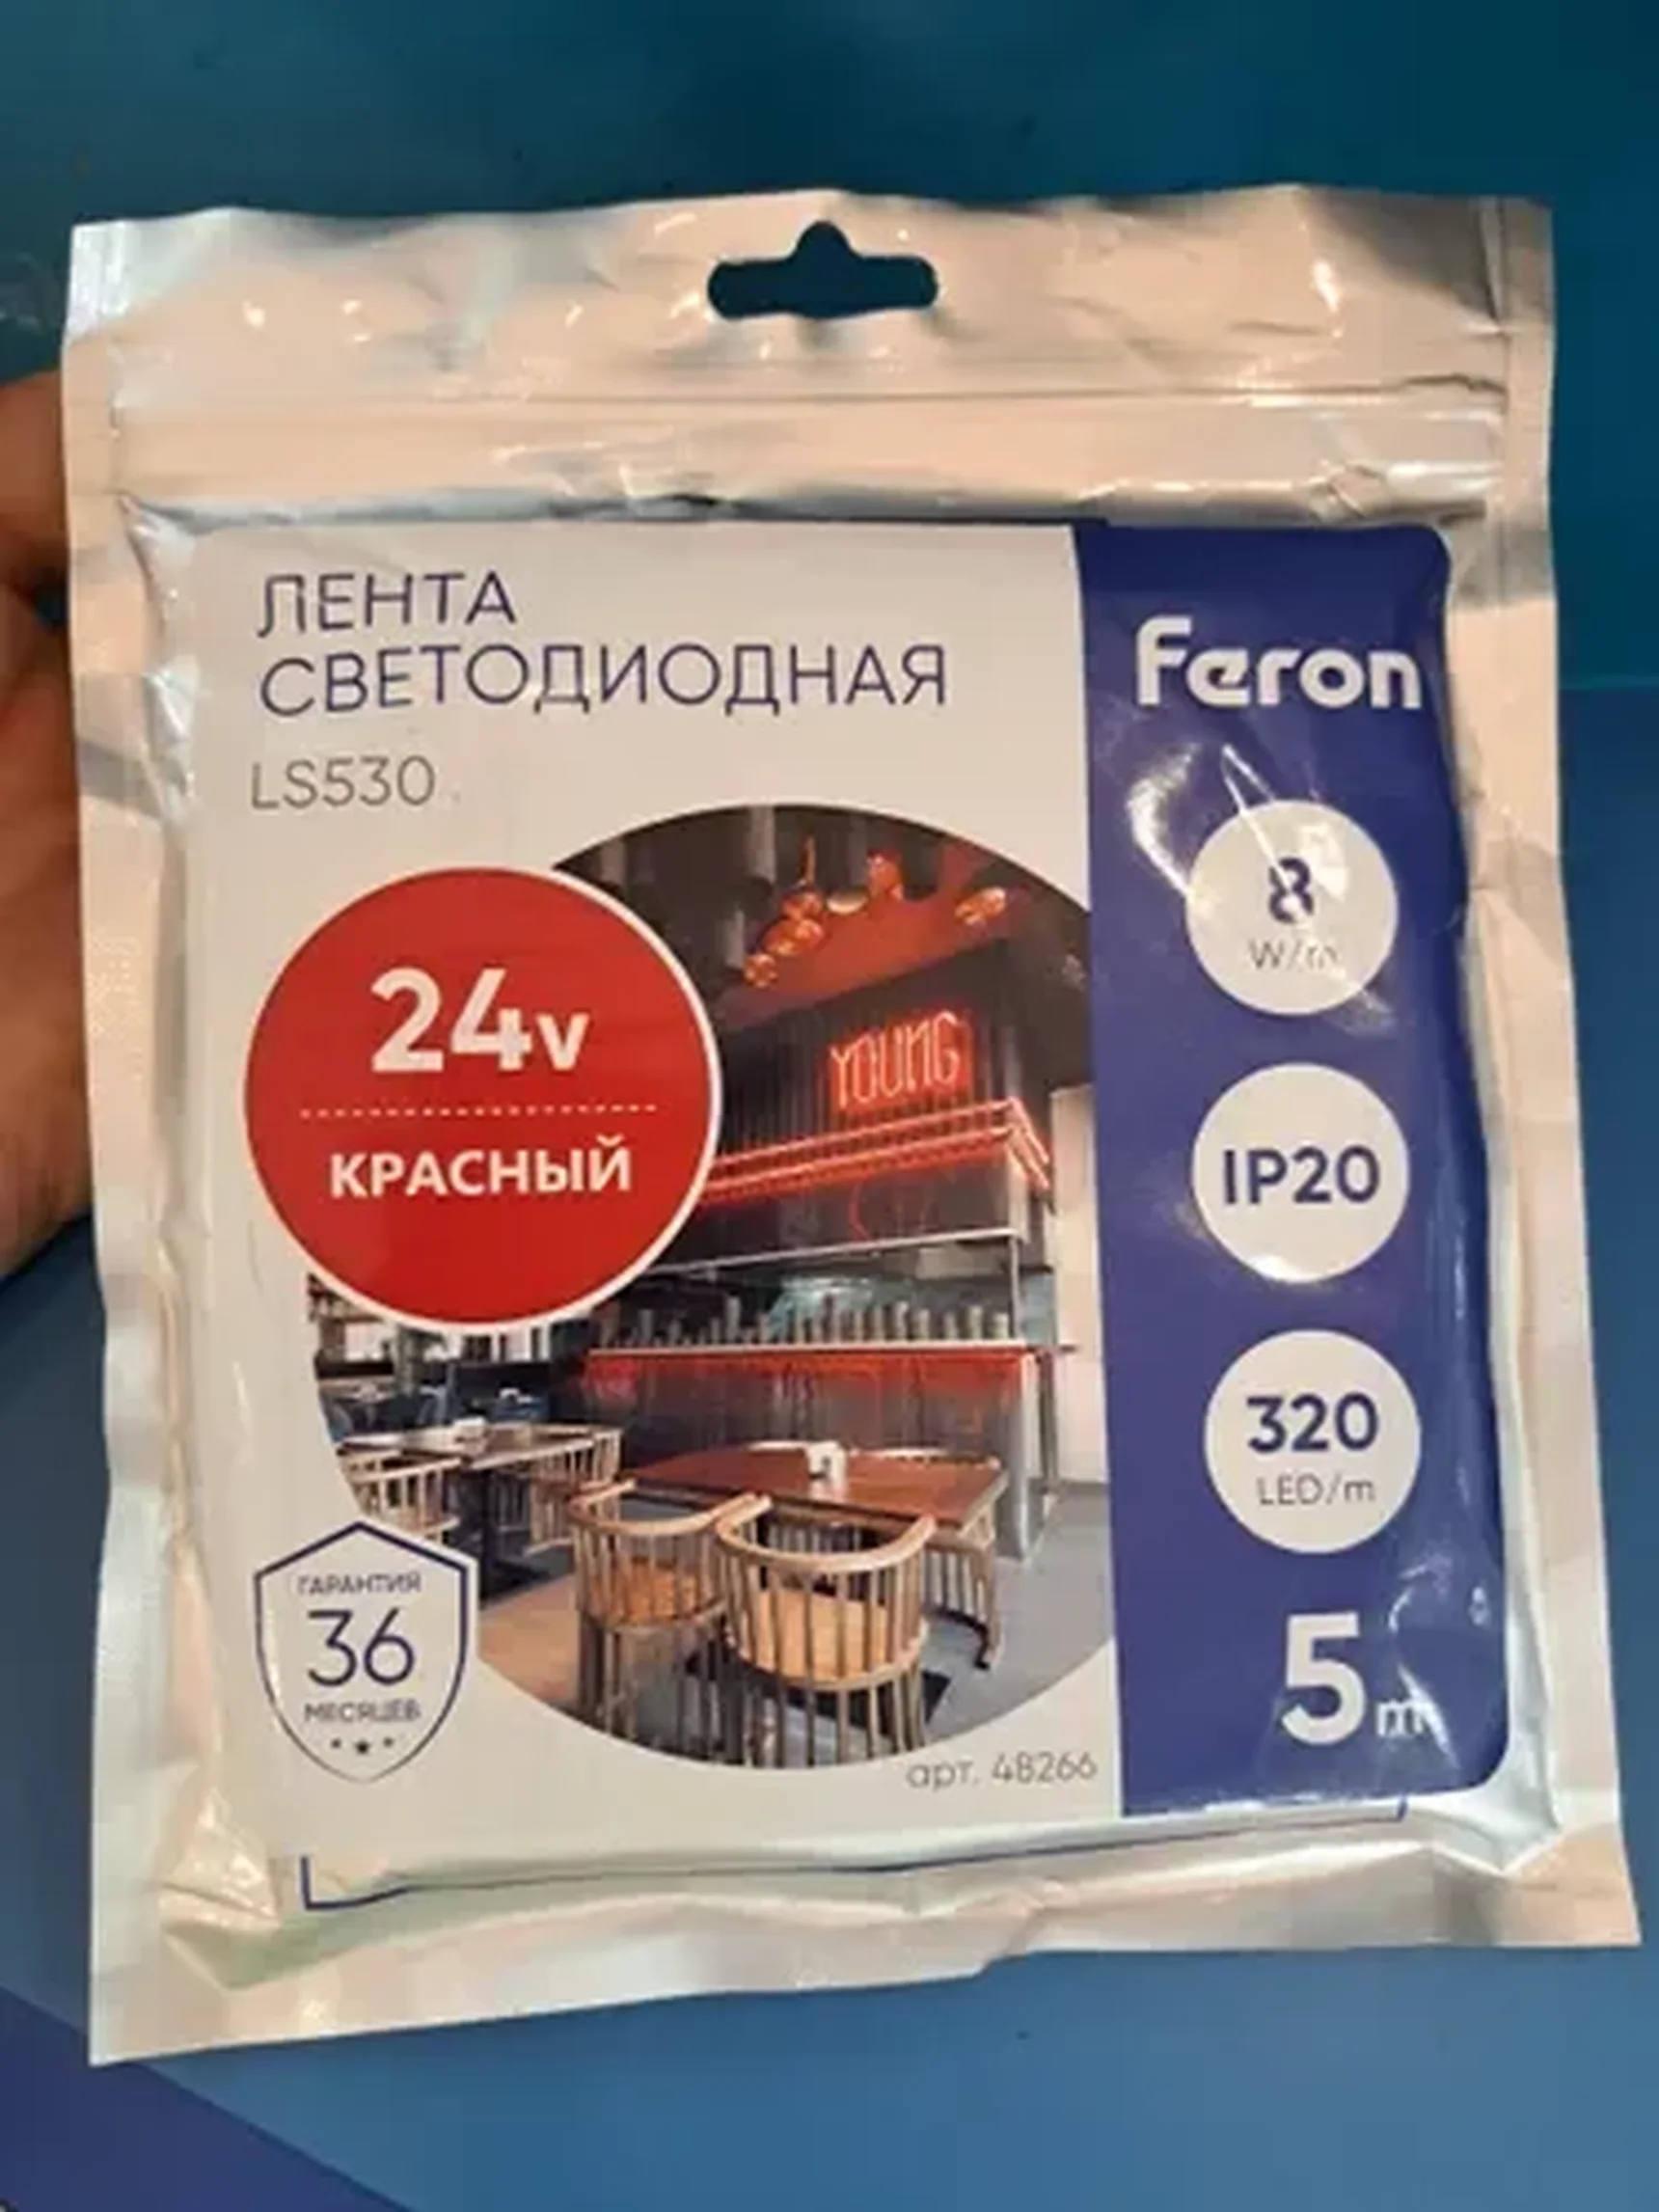 ЛЕНТА
СВЕТОДИОДНАЯ
LS530
feron
24v
КРАСНЫЙ
YOUNG
8
W/m
IP20
320
LED/m
5m
ГАРАНТИЯ
36
МЕСЯЦЕВ
арт. 48266